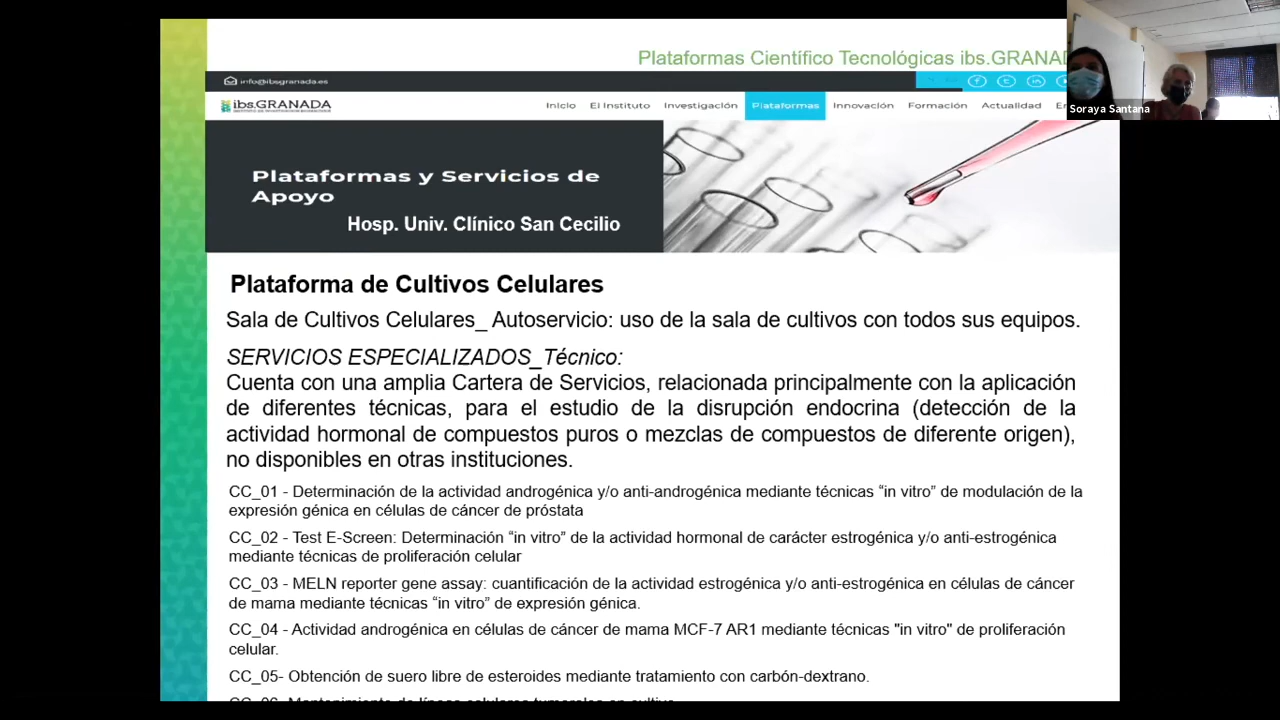 Plataformas Científico Tecnológicas ibs.GRANAD
info@ibsgranada.es
ibs.GRANADA
Inicio El Instituto Investigación Plataformas Innovación Formación Actualidad
Plataformas y Servicios de
Apoyo
Hosp. Univ. Clínico San Cecilio
Soraya Santana
Plataforma de Cultivos Celulares
Sala de Cultivos Celulares_ Autoservicio: uso de la sala de cultivos con todos sus equipos.
SERVICIOS ESPECIALIZADOS_Técnico:
Cuenta con una amplia Cartera de Servicios, relacionada principalmente con la aplicación
de diferentes técnicas, para el estudio de la disrupción endocrina (detección de la
actividad hormonal de compuestos puros o mezclas de compuestos de diferente origen),
no disponibles en otras instituciones.
CC_01 - Determinación de la actividad androgénica y/o anti-androgénica mediante técnicas “in vitro” de modulación de la
expresión génica en células de cáncer de próstata
CC_02 - Test E-Screen: Determinación “in vitro” de la actividad hormonal de carácter estrogénica y/o anti-estrogénica
mediante técnicas de proliferación celular
CC_03 - MELN reporter gene assay: cuantificación de la actividad estrogénica y/o anti-estrogénica en células de cáncer
de mama mediante técnicas “in vitro” de expresión génica.
CC_04 - Actividad androgénica en células de cáncer de mama MCF-7 AR1 mediante técnicas "in vitro" de proliferación
celular.
CC_05- Obtención de suero libre de esteroides mediante tratamiento con carbón-dextrano.
CC_06- Mantenimiento de líneas celulares tumorales en cultivo